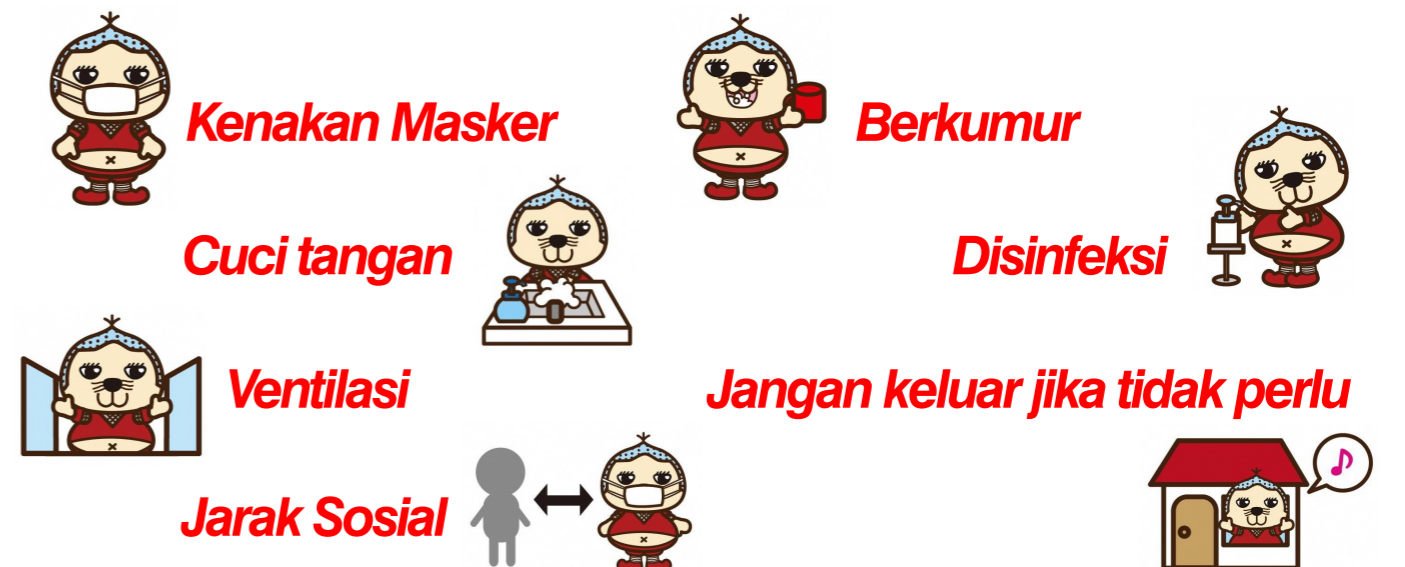 Kenakan Masker
Berkumur
Cuci tangan
Disinfeksi
Ventilasi
Jangan keluar jika tidak perlu
Jarak Sosial